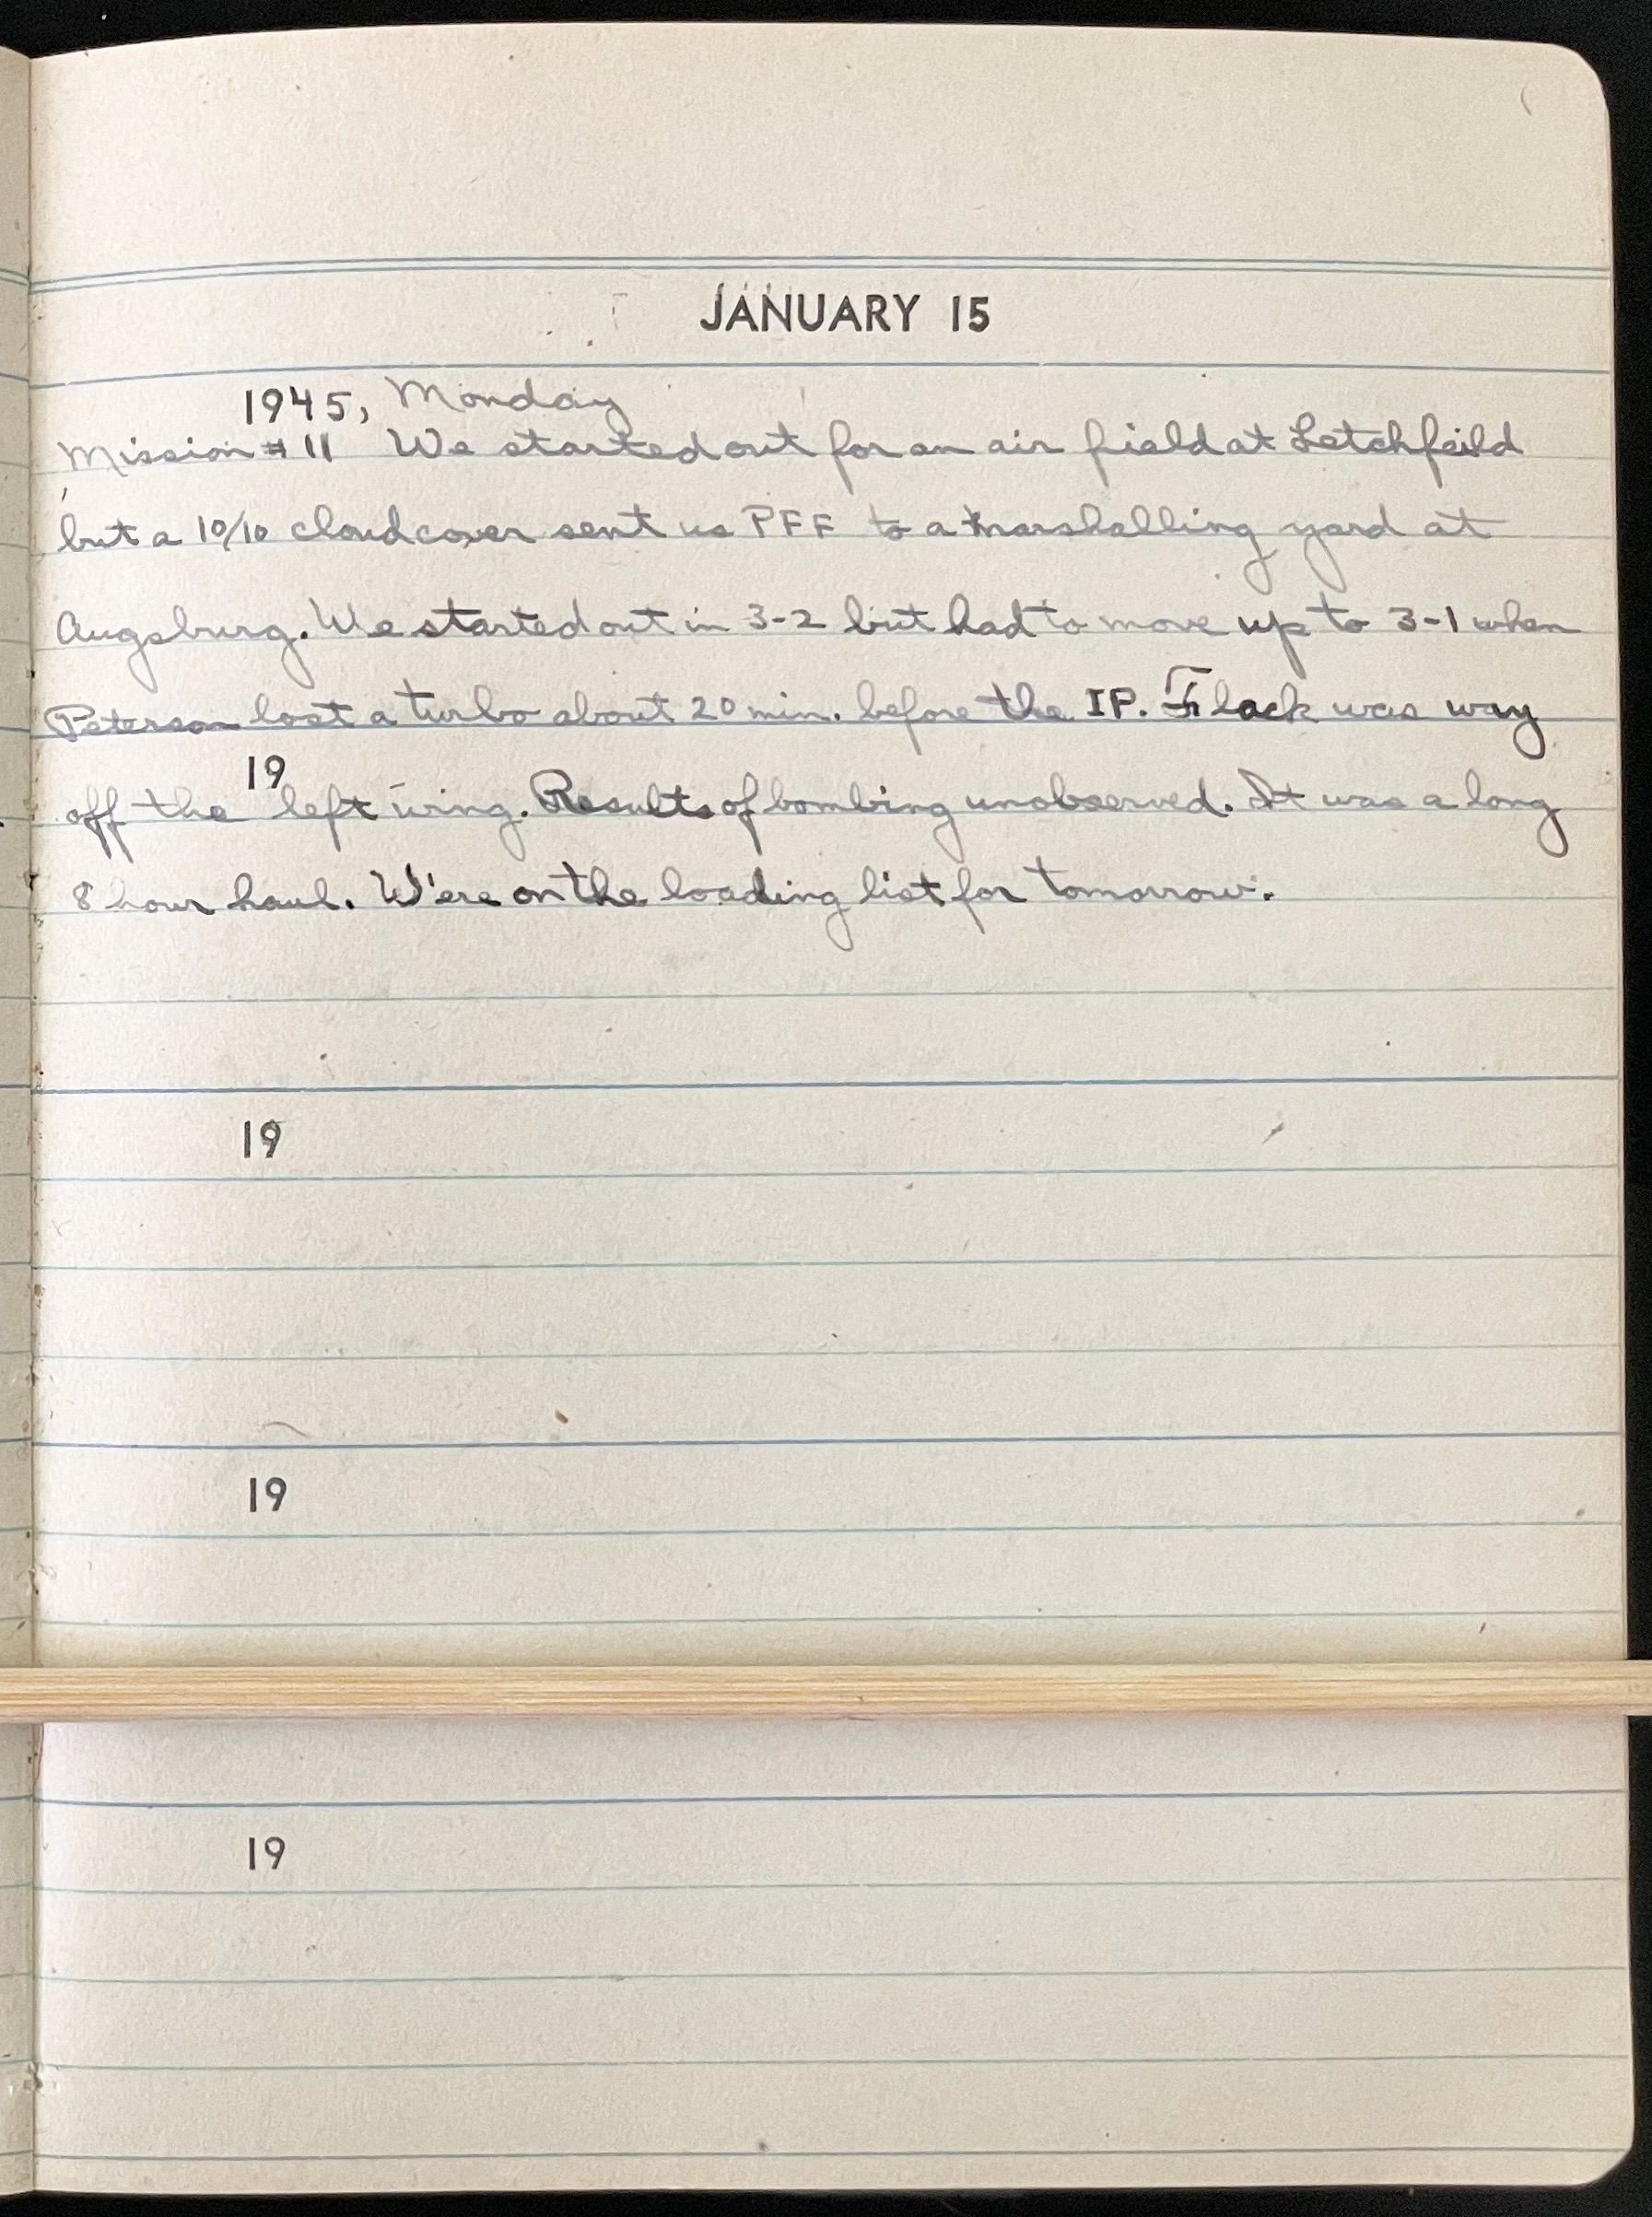 JANUARY 15
1945, Monday
Mission #11 We started out for an air field at Letchfeild
but a 10/10 cloud cover sent us PFF to a marshalling yard at
Augsburg. We started out in 3-2 but had to move up to 3-1 when
Peterson lost a turbo about 20 min. before the IP. Flack was way
19
off the left wing. Results of bombing unobserved. It was a long
8 hour haul. We're on the loading list for tomorrow.
19
19
19